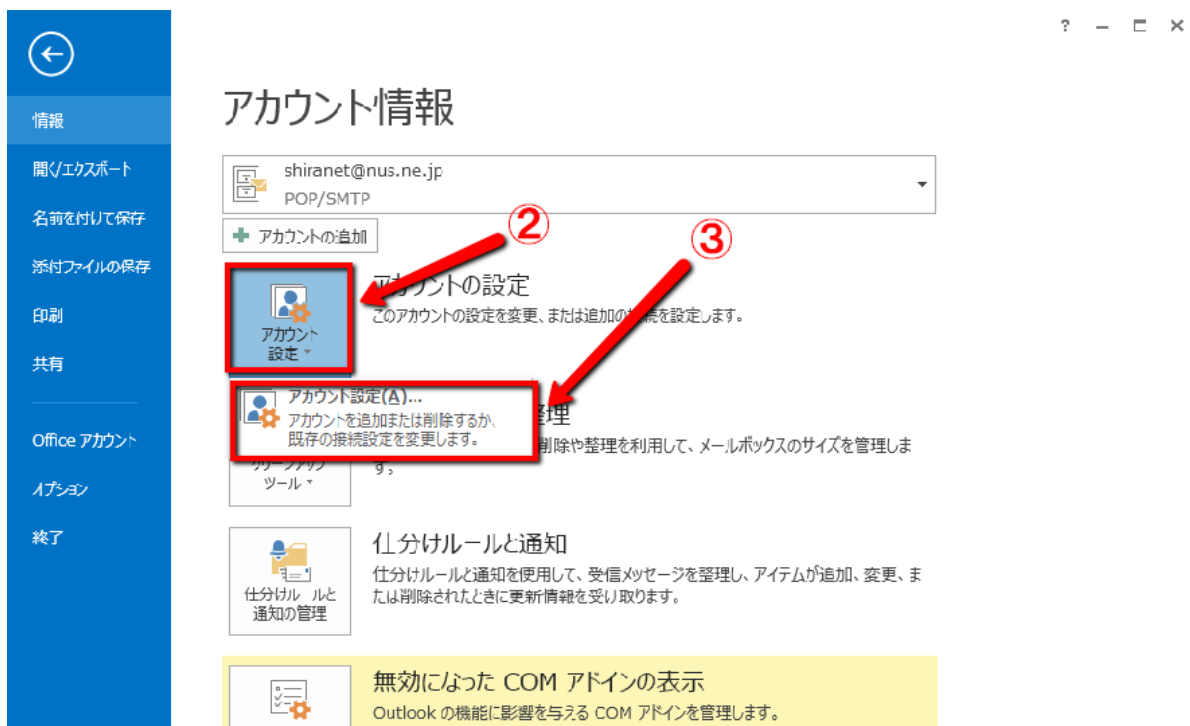 ? – □ ×
アカウント情報
情報
開く/エクスポート
名前を付けて保存
添付ファイルの保存
印刷
共有
Office アカウント
オプション
終了
shiranet@nus.ne.jp
POP/SMTP
アカウントの追加
②
③
アカウント
設定
アカウントの設定
このアカウントの設定を変更、または追加の接続を設定します。
アカウント設定(A)...
アカウントを追加または削除するか、
既存の接続設定を変更します。
整理
削除や整理を利用して、メールボックスのサイズを管理しま
す。
クリーンアップ
ツール
仕分けルールと
通知の管理
仕分けルールと通知
仕分けルールと通知を使用して、受信メッセージを整理し、アイテムが追加、変更、ま
たは削除されたときに更新情報を受け取ります。
無効になった COM アドインの表示
Outlook の機能に影響を与える COM アドインを管理します。